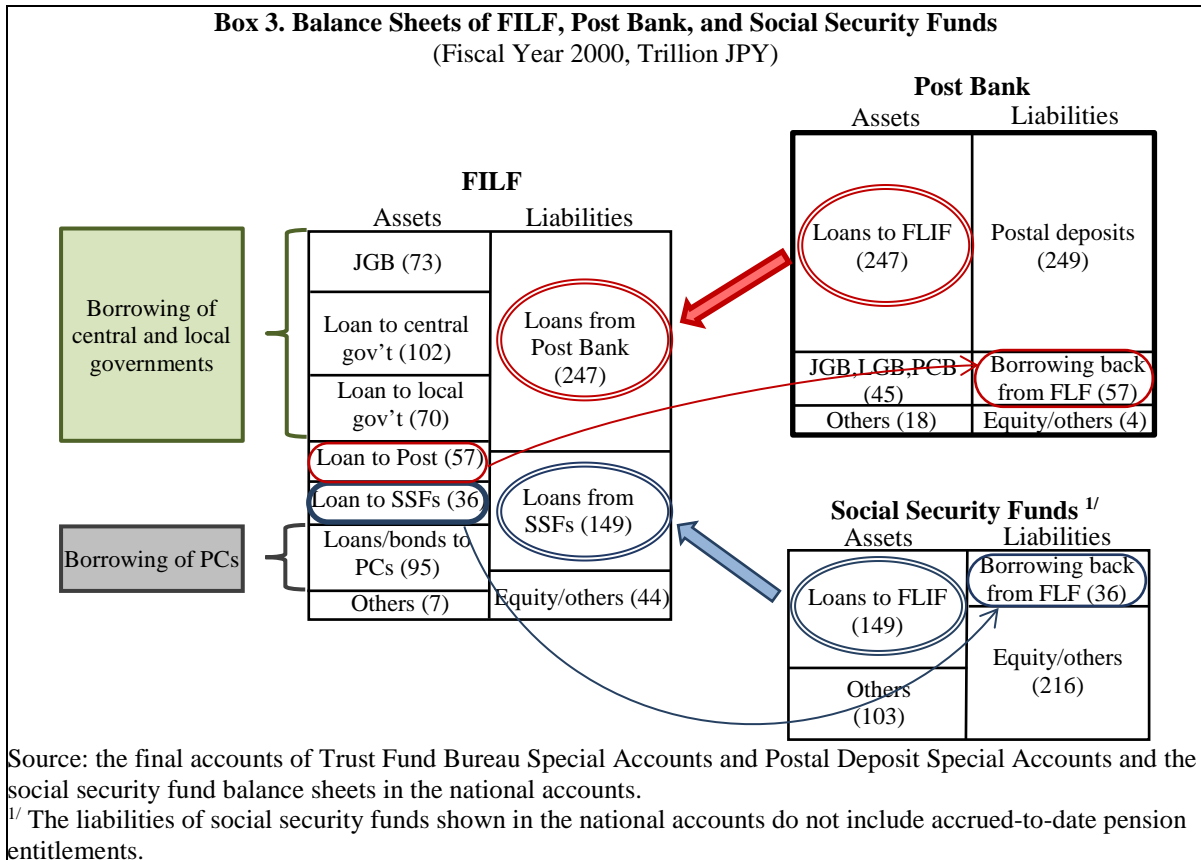 Box 3. Balance Sheets of FILF, Post Bank, and Social Security Funds
(Fiscal Year 2000, Trillion JPY)
Post Bank
Assets
Liabilities
Loans to FLIF
(247)
Postal deposits
(249)
JGB,LGB,PCB
(45)
Borrowing back
from FLF (57)
Others (18)
Equity/others (4)
FILF
Assets
Liabilities
Borrowing of
central and local
governments
JGB (73)
Loan to central
gov't (102)
Loan to local
gov't (70)
Loans from
Post Bank
(247)
Loan to Post (57)
Loan to SSFs (36)
Loans from
SSFs (149)
Borrowing of PCs
Loans/bonds to
PCs (95)
Others (7)
Equity/others (44)
Social Security Funds 1/
Assets
Liabilities
Loans to FLIF
(149)
Borrowing back
from FLF (36)
Others
(103)
Equity/others
(216)
Source: the final accounts of Trust Fund Bureau Special Accounts and Postal Deposit Special Accounts and the
social security fund balance sheets in the national accounts.
1/ The liabilities of social security funds shown in the national accounts do not include accrued-to-date pension
entitlements.